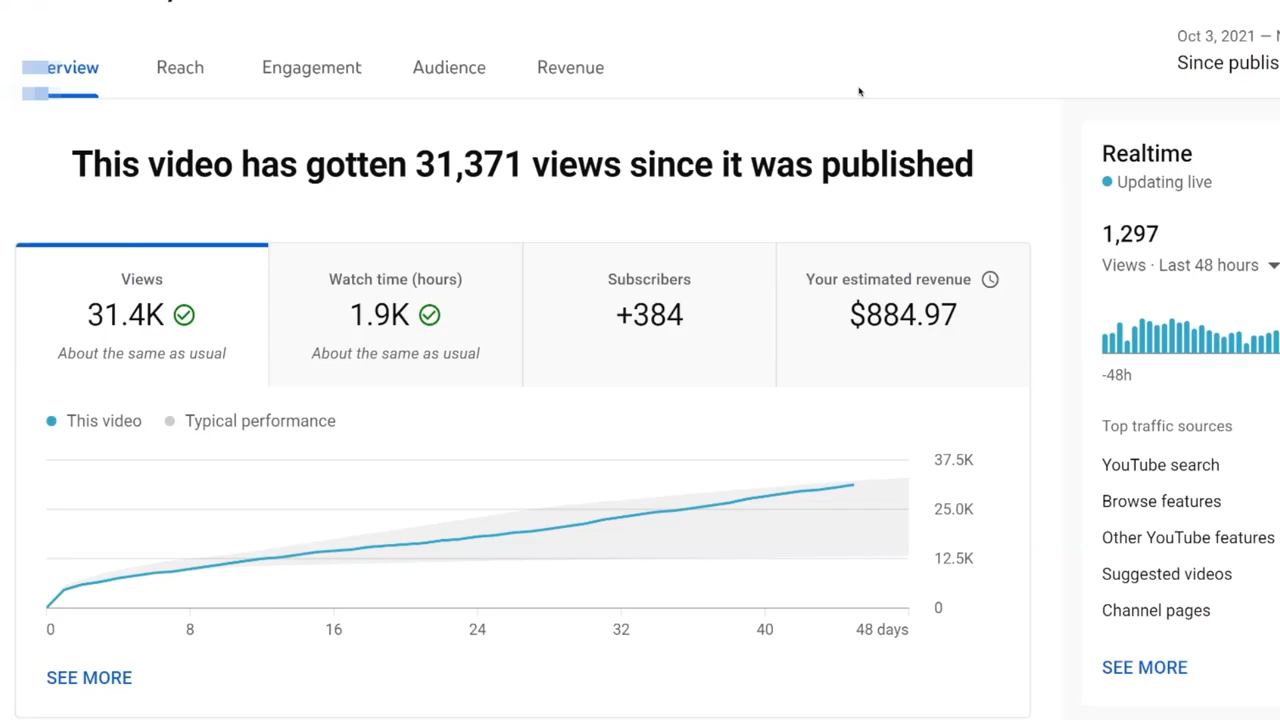 erview Reach Engagement Audience Revenue
Oct 3, 2021 –
Since publis
This video has gotten 31,371 views since it was published
Views
31.4K
About the same as usual
Watch time (hours)
1.9K
About the same as usual
Subscribers
+384
Your estimated revenue
$884.97
This video Typical performance
37.5K
25.0K
12.5K
0
0 8 16 24 32 40 48 days
SEE MORE
Realtime
Updating live
1,297
Views · Last 48 hours
-48h
Top traffic sources
YouTube search
Browse features
Other YouTube features
Suggested videos
Channel pages
SEE MORE